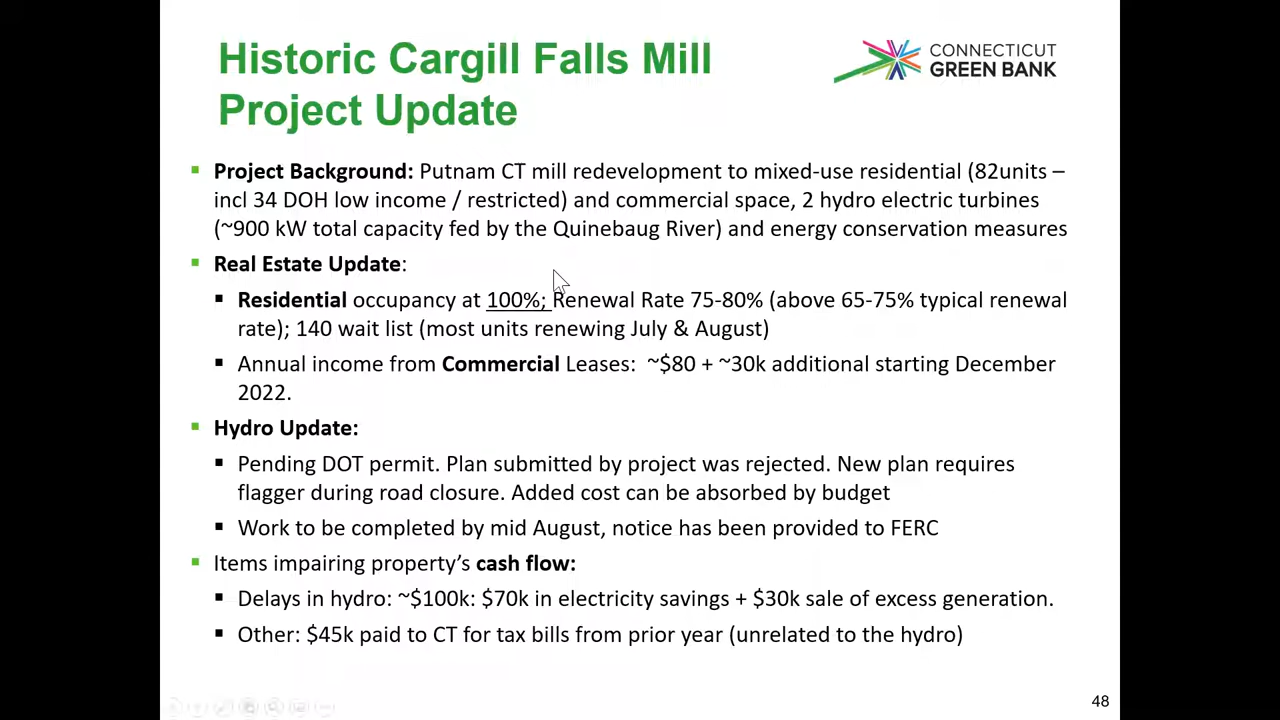 Historic Cargill Falls Mill
Project Update
CONNECTICUT
GREEN BANK
▪ Project Background: Putnam CT mill redevelopment to mixed-use residential (82units –
incl 34 DOH low income / restricted) and commercial space, 2 hydro electric turbines
(~900 kW total capacity fed by the Quinebaug River) and energy conservation measures
▪ Real Estate Update:
▪ Residential occupancy at 100%; Renewal Rate 75-80% (above 65-75% typical renewal
rate); 140 wait list (most units renewing July & August)
▪ Annual income from Commercial Leases: ~$80 + ~30k additional starting December
2022.
▪ Hydro Update:
▪ Pending DOT permit. Plan submitted by project was rejected. New plan requires
flagger during road closure. Added cost can be absorbed by budget
▪ Work to be completed by mid August, notice has been provided to FERC
▪ Items impairing property’s cash flow:
▪ Delays in hydro: ~$100k: $70k in electricity savings + $30k sale of excess generation.
▪ Other: $45k paid to CT for tax bills from prior year (unrelated to the hydro)
48